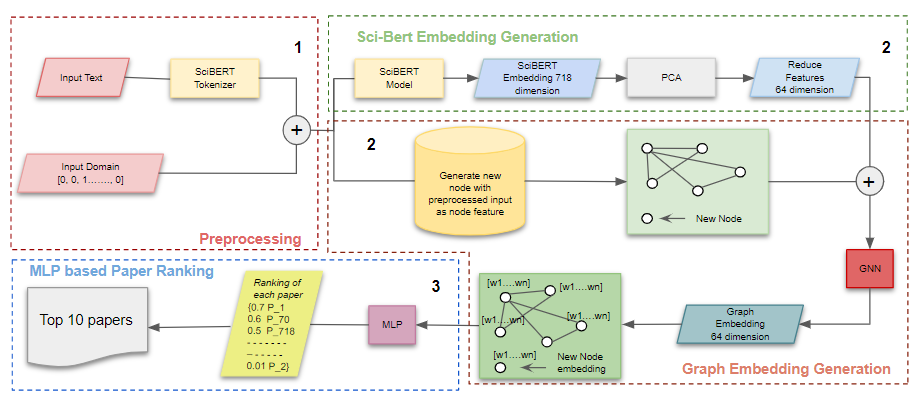 1
Input Text
SciBERT
Tokenizer
+
Input Domain
[0, 0, 1......., 0]
Preprocessing
Sci-Bert Embedding Generation
2
SciBERT
Model
SciBERT
Embedding 718
dimension
PCA
Reduce
Features
64 dimension
2
Generate new
node with
preprocessed input
as node feature
New Node
+
GNN
Graph
Embedding
64 dimension
[w1....wn]
[w1....wn]
[w1....wn]
[w1....wn]
[w1....wn]
New Node
embedding
Graph Embedding Generation
MLP based Paper Ranking
3
MLP
Ranking of
each paper
{0.7 P_1
0.6 P_70
0.5 P_718
- - - - - - -
- - - - - -
0.01 P_2}
Top 10 papers